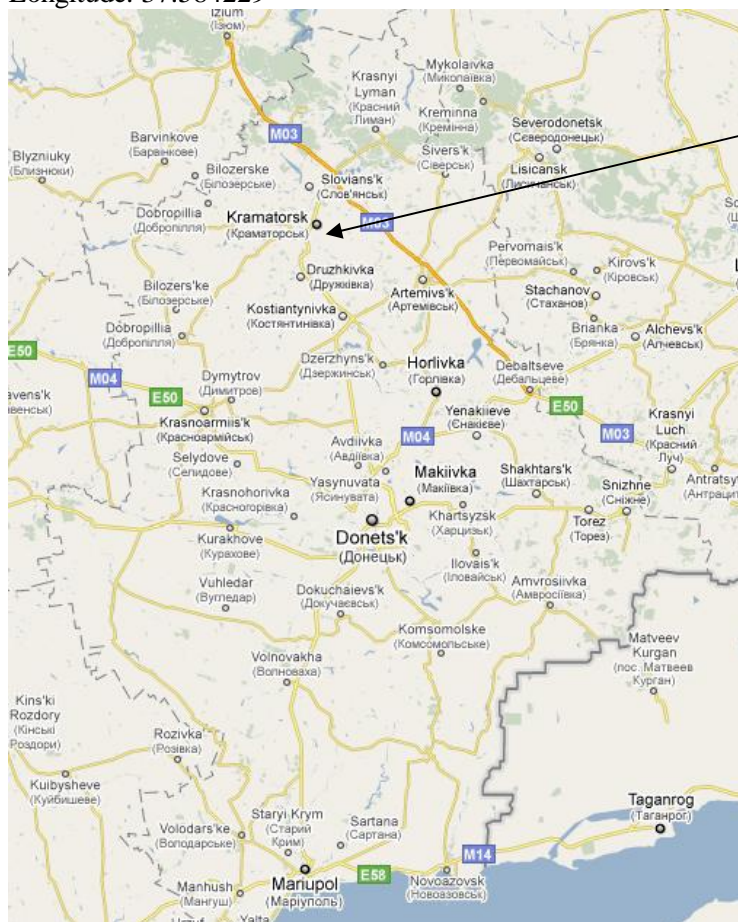 Izium
(Ізюм)
Mykolaivka
(Миколаївка)
Krasnyi
Lyman
(Красний
Лиман)
Kreminna
(Кремінна)
Severodonetsk
(Сєверодонецьк)
M03
Barvinkove
(Барвінкове)
Blyzniuky
(Близнюки)
Sivers'k
(Сіверськ)
Lisicansk
(Лисичанськ)
Bilozerske
(Білозерське)
Slovians'k
(Слов'янськ)
Dobropillia
(Добропілля)
Kramatorsk
(Краматорськ)
M03
Pervomais'k
(Первомайськ)
Kirovs'k
(Кіровськ)
Druzhkivka
(Дружківка)
Artemivs'k
(Артемівськ)
Stachanov
(Стаханов)
Bilozers'ke
(Білозерське)
Kostiantynivka
(Костянтинівка)
Brianka
(Брянка)
Alchevs'k
(Алчевськ)
Dobropillia
(Добропілля)
E50
Dzerzhyns'k
(Дзержинськ)
Horlivka
(Горлівка)
Debaltseve
(Дебальцеве)
M04
Dymytrov
(Димитров)
E50
avens'k
Krasnoarmiis'k
(Красноармійськ)
Yenakiieve
(Єнакієве)
E50
M03
Krasnyi
Luch
(Красний
Луч)
M04
Avdiivka
(Авдіївка)
Selydove
(Селидове)
Yasynuvata
(Ясинувата)
Makiivka
(Макіївка)
Shakhtars'k
(Шахтарськ)
Snizhne
(Сніжне)
Antratsy
(Антрацит
Krasnohorivka
(Красногорівка)
Khartsyzsk
(Харцизськ)
Torez
(Торез)
Donets'k
(Донецьк)
Kurakhove
(Курахове)
Ilovais'k
(Іловайськ)
Vuhledar
(Вугледар)
Dokuchaievs'k
(Докучаєвськ)
Amvrosiivka
(Амвросіївка)
Komsomolske
(Комсомольське)
Volnovakha
(Волноваха)
Matveev
Kurgan
(пос. Матвеев
Курган)
Kins'ki
Rozdory
(Кінські
Роздори)
Rozivka
(Розівка)
Kuibysheve
(Куйбишеве)
Taganrog
(Таганрог)
Volodars'ke
(Володарське)
Staryi Krym
(Старий
Крим)
Sartana
(Сартана)
M14
Manhush
(Мангуш)
Mariupol
(Маріуполь)
E58
Novoazovsk
(Новоазовськ)
Yalta